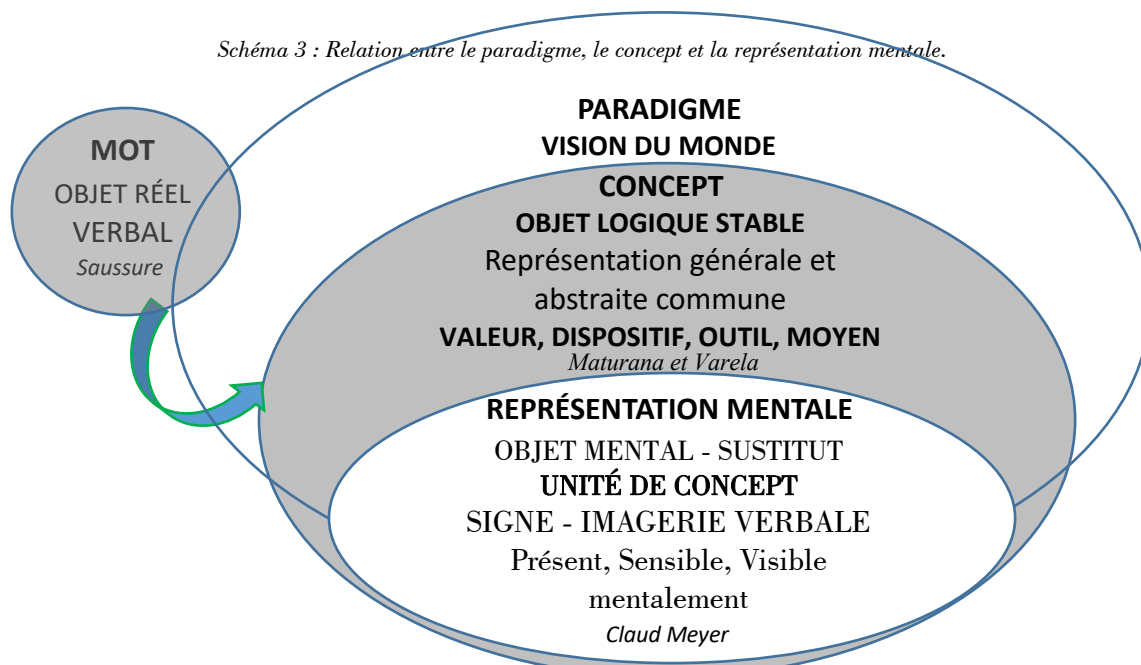 Schéma 3 : Relation entre le paradigme, le concept et la représentation mentale.
MOT
OBJET RÉEL
VERBAL
Saussure
PARADIGME
VISION DU MONDE
CONCEPT
OBJET LOGIQUE STABLE
Représentation générale et
abstraite commune
VALEUR, DISPOSITIF, OUTIL, MOYEN
Maturana et Varela
REPRÉSENTATION MENTALE
OBJET MENTAL - SUSTITUT
UNITÉ DE CONCEPT
SIGNE - IMAGERIE VERBALE
Présent, Sensible, Visible
mentalement
Claud Meyer